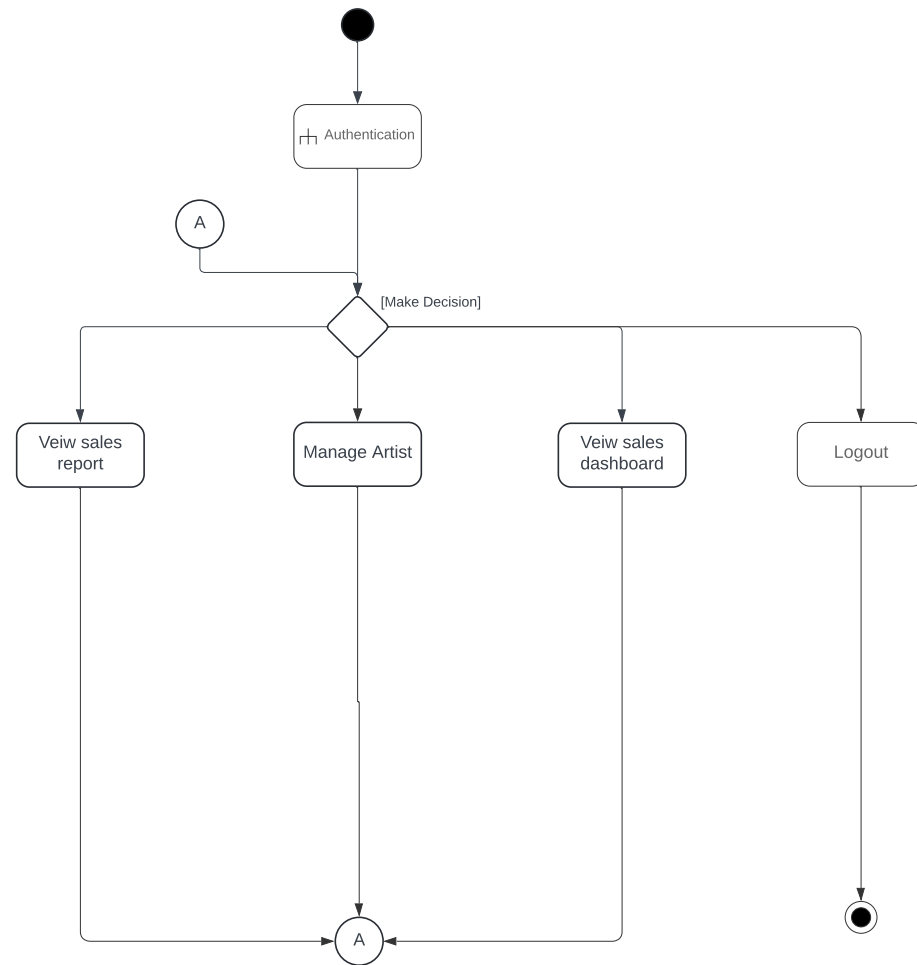 Authentication
A
[Make Decision]
Veiw sales
report
Manage Artist
Veiw sales
dashboard
Logout
A